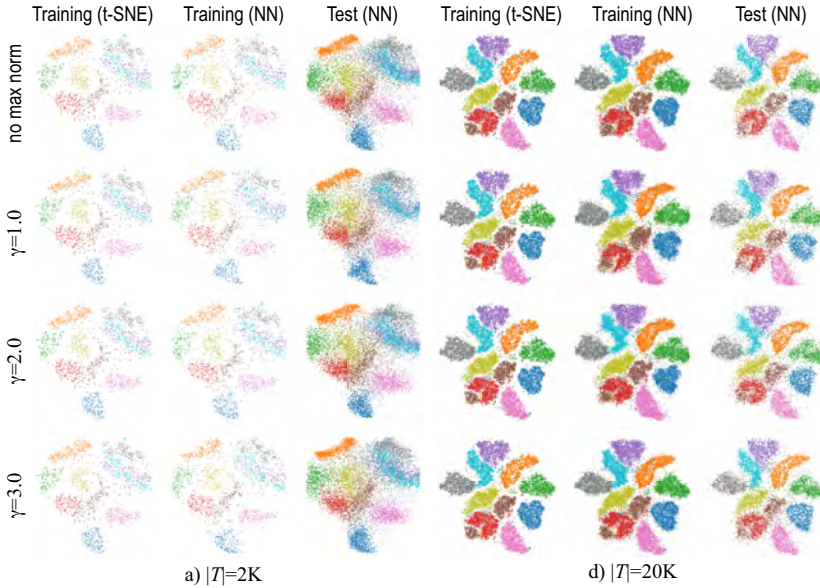 Training (t-SNE) Training (NN) Test (NN) Training (t-SNE) Training (NN) Test (NN)
no max norm
γ=1.0
γ=2.0
γ=3.0
a) |T|=2K d) |T|=20K